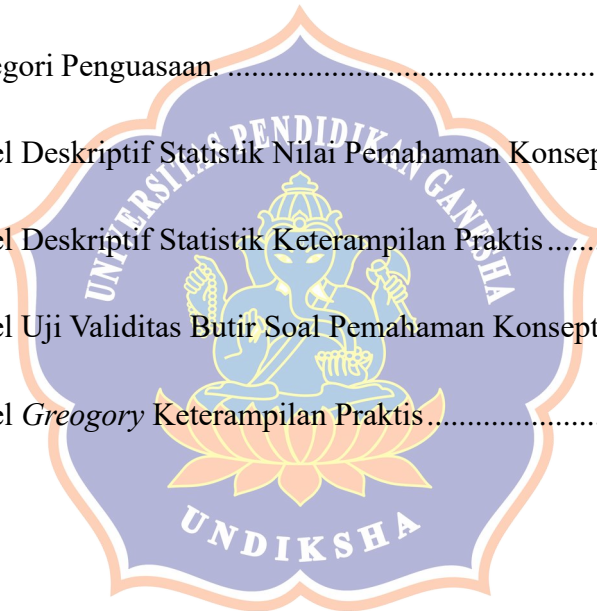 egori Penguasaan. ...............................................
el Deskriptif Statistik Nilai Pemahaman Konsep
el Deskriptif Statistik Keterampilan Praktis.......
el Uji Validitas Butir Soal Pemahaman Konsept
el Greogory Keterampilan Praktis......................
UNIVERSITAS PENDIDIKAN GANESHA
UNDIKSHA